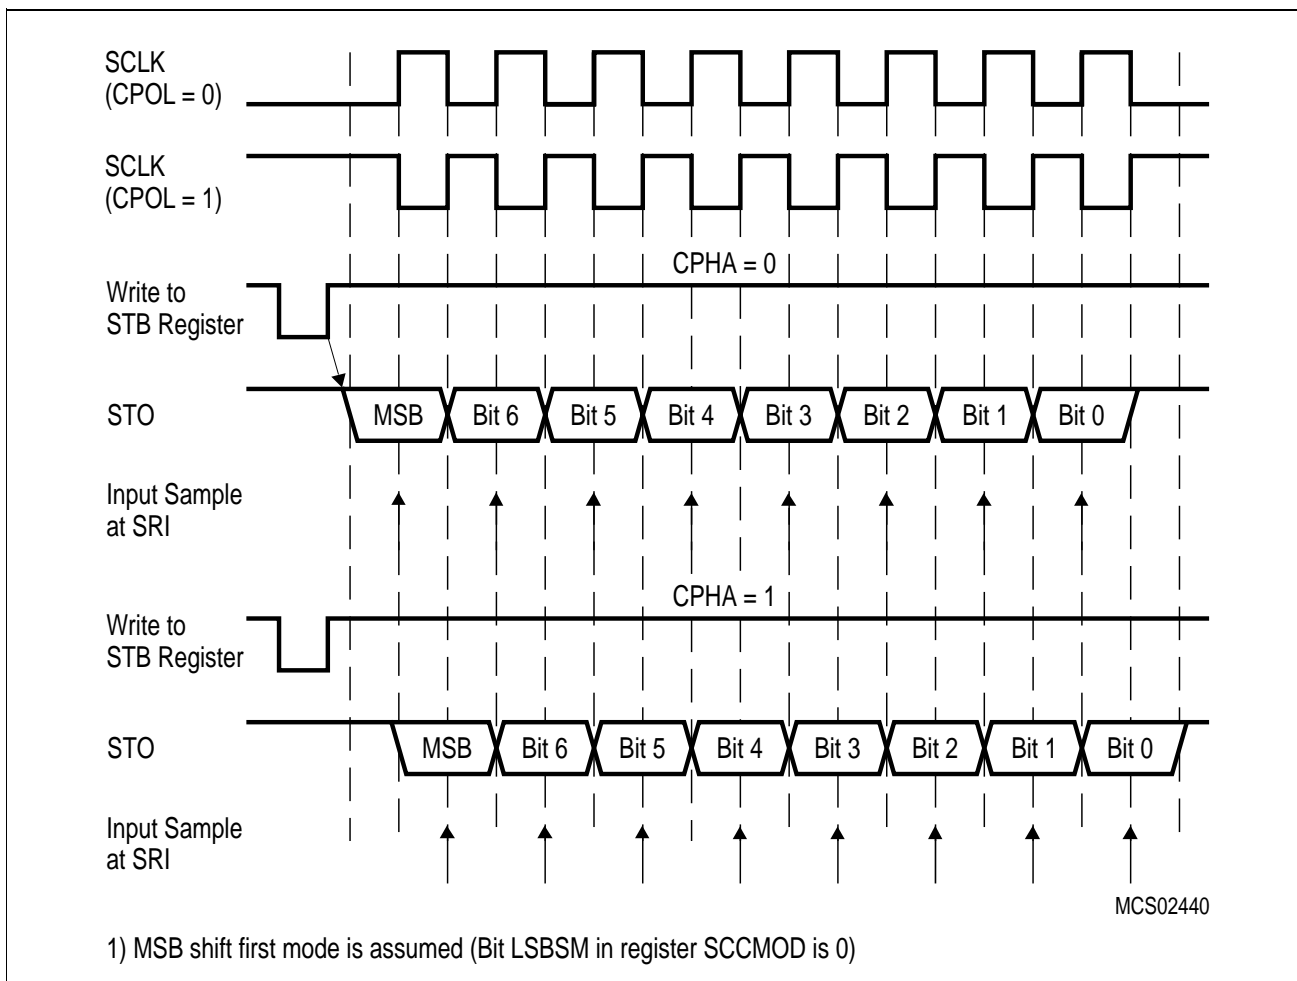 SCLK
(CPOL = 0)
SCLK
(CPOL = 1)
CPHA = 0
Write to
STB Register
STO
MSB Bit 6 Bit 5 Bit 4 Bit 3 Bit 2 Bit 1 Bit 0
Input Sample
at SRI
CPHA = 1
Write to
STB Register
STO
MSB Bit 6 Bit 5 Bit 4 Bit 3 Bit 2 Bit 1 Bit 0
Input Sample
at SRI
MCS02440
1) MSB shift first mode is assumed (Bit LSBSM in register SCCMOD is 0)